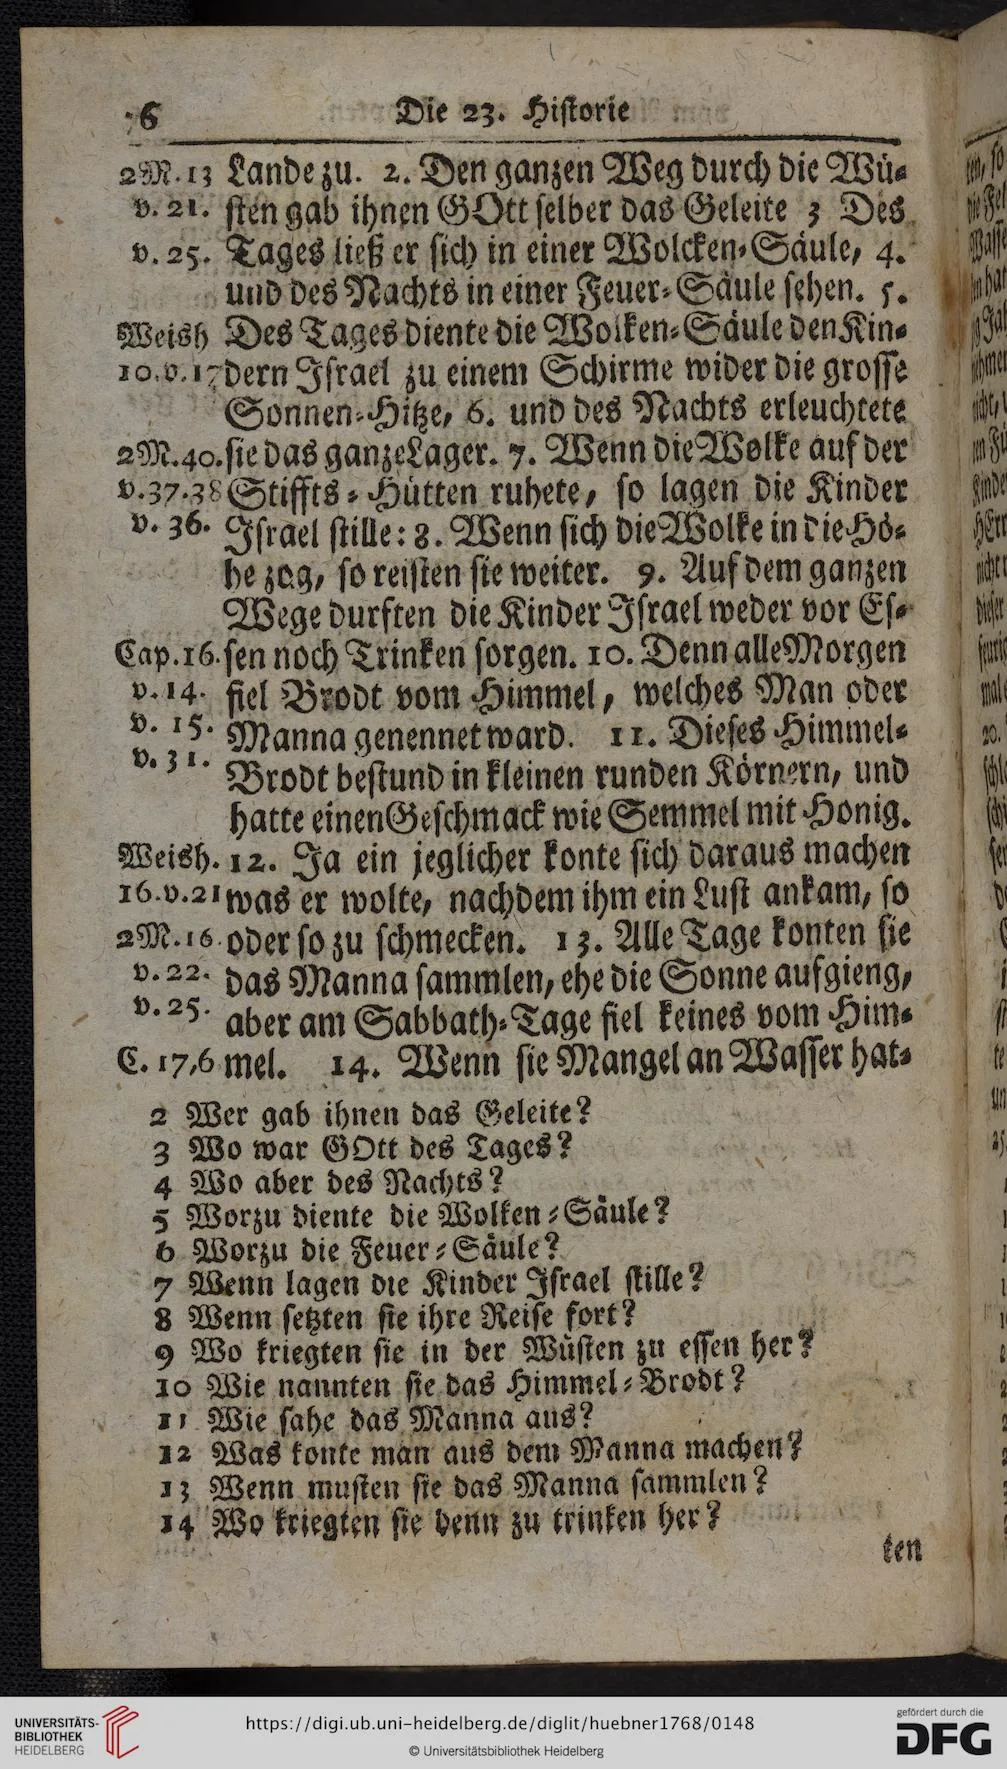 76 Die 23. Historie
2M.13 Lande zu. 2. Den ganzen Weg durch die Wü⸗
v. 21. sten gab ihnen GOtt selber das Geleite 3 Des
v. 25. Tages ließ er sich in einer Wolcken⸗Säule, 4.
und des Nachts in einer Feuer⸗Säule sehen. 5.
Weish Des Tages diente die Wolken⸗Säule den Kin⸗
10.v.17 dern Israel zu einem Schirme wider die grosse
Sonnen⸗Hitze, 6. und des Nachts erleuchtete
2M.40. sie das ganze Lager. 7. Wenn die Wolke auf der
v.37.38 Stiffts⸗Hütten ruhete, so lagen die Kinder
v. 36. Israel stille: 8. Wenn sich die Wolke in die Hö⸗
he zog, so reisten sie weiter. 9. Auf dem ganzen
Wege durften die Kinder Israel weder vor Es⸗
Cap.16. sen noch Trinken sorgen. 10. Denn alle Morgen
v. 14. fiel Brodt vom Himmel, welches Man oder
v. 15. Manna genennet ward. 11. Dieses Himmel⸗
v. 31. Brodt bestund in kleinen runden Körnern, und
hatte einen Geschmack wie Semmel mit Honig.
Weish. 12. Ja ein jeglicher konte sich daraus machen
16.v.21 was er wolte, nachdem ihm ein Lust ankam, so
2M.16. oder so zu schmecken. 13. Alle Tage konten sie
v. 22. das Manna sammlen, ehe die Sonne aufgieng,
v. 25. aber am Sabbath⸗Tage fiel keines vom Him⸗
C. 17,6 mel. 14. Wenn sie Mangel an Wasser hat⸗
2 Wer gab ihnen das Geleite?
3 Wo war GOtt des Tages?
4 Wo aber des Nachts?
5 Worzu diente die Wolken⸗Säule?
6 Worzu die Feuer⸗Säule?
7 Wenn lagen die Kinder Israel stille?
8 Wenn setzten sie ihre Reise fort?
9 Wo kriegten sie in der Wüsten zu essen her?
10 Wie nannten sie das Himmel⸗Brodt?
11 Wie sahe das Manna aus?
12 Was konte man aus dem Manna machen?
13 Wenn musten sie das Manna sammlen?
14 Wo kriegten sie denn zu trinken her?
ten
UNIVERSITÄTS-
BIBLIOTHEK
HEIDELBERG
https://digi.ub.uni-heidelberg.de/diglit/huebner1768/0148
© Universitätsbibliothek Heidelberg
gefördert durch die
DFG